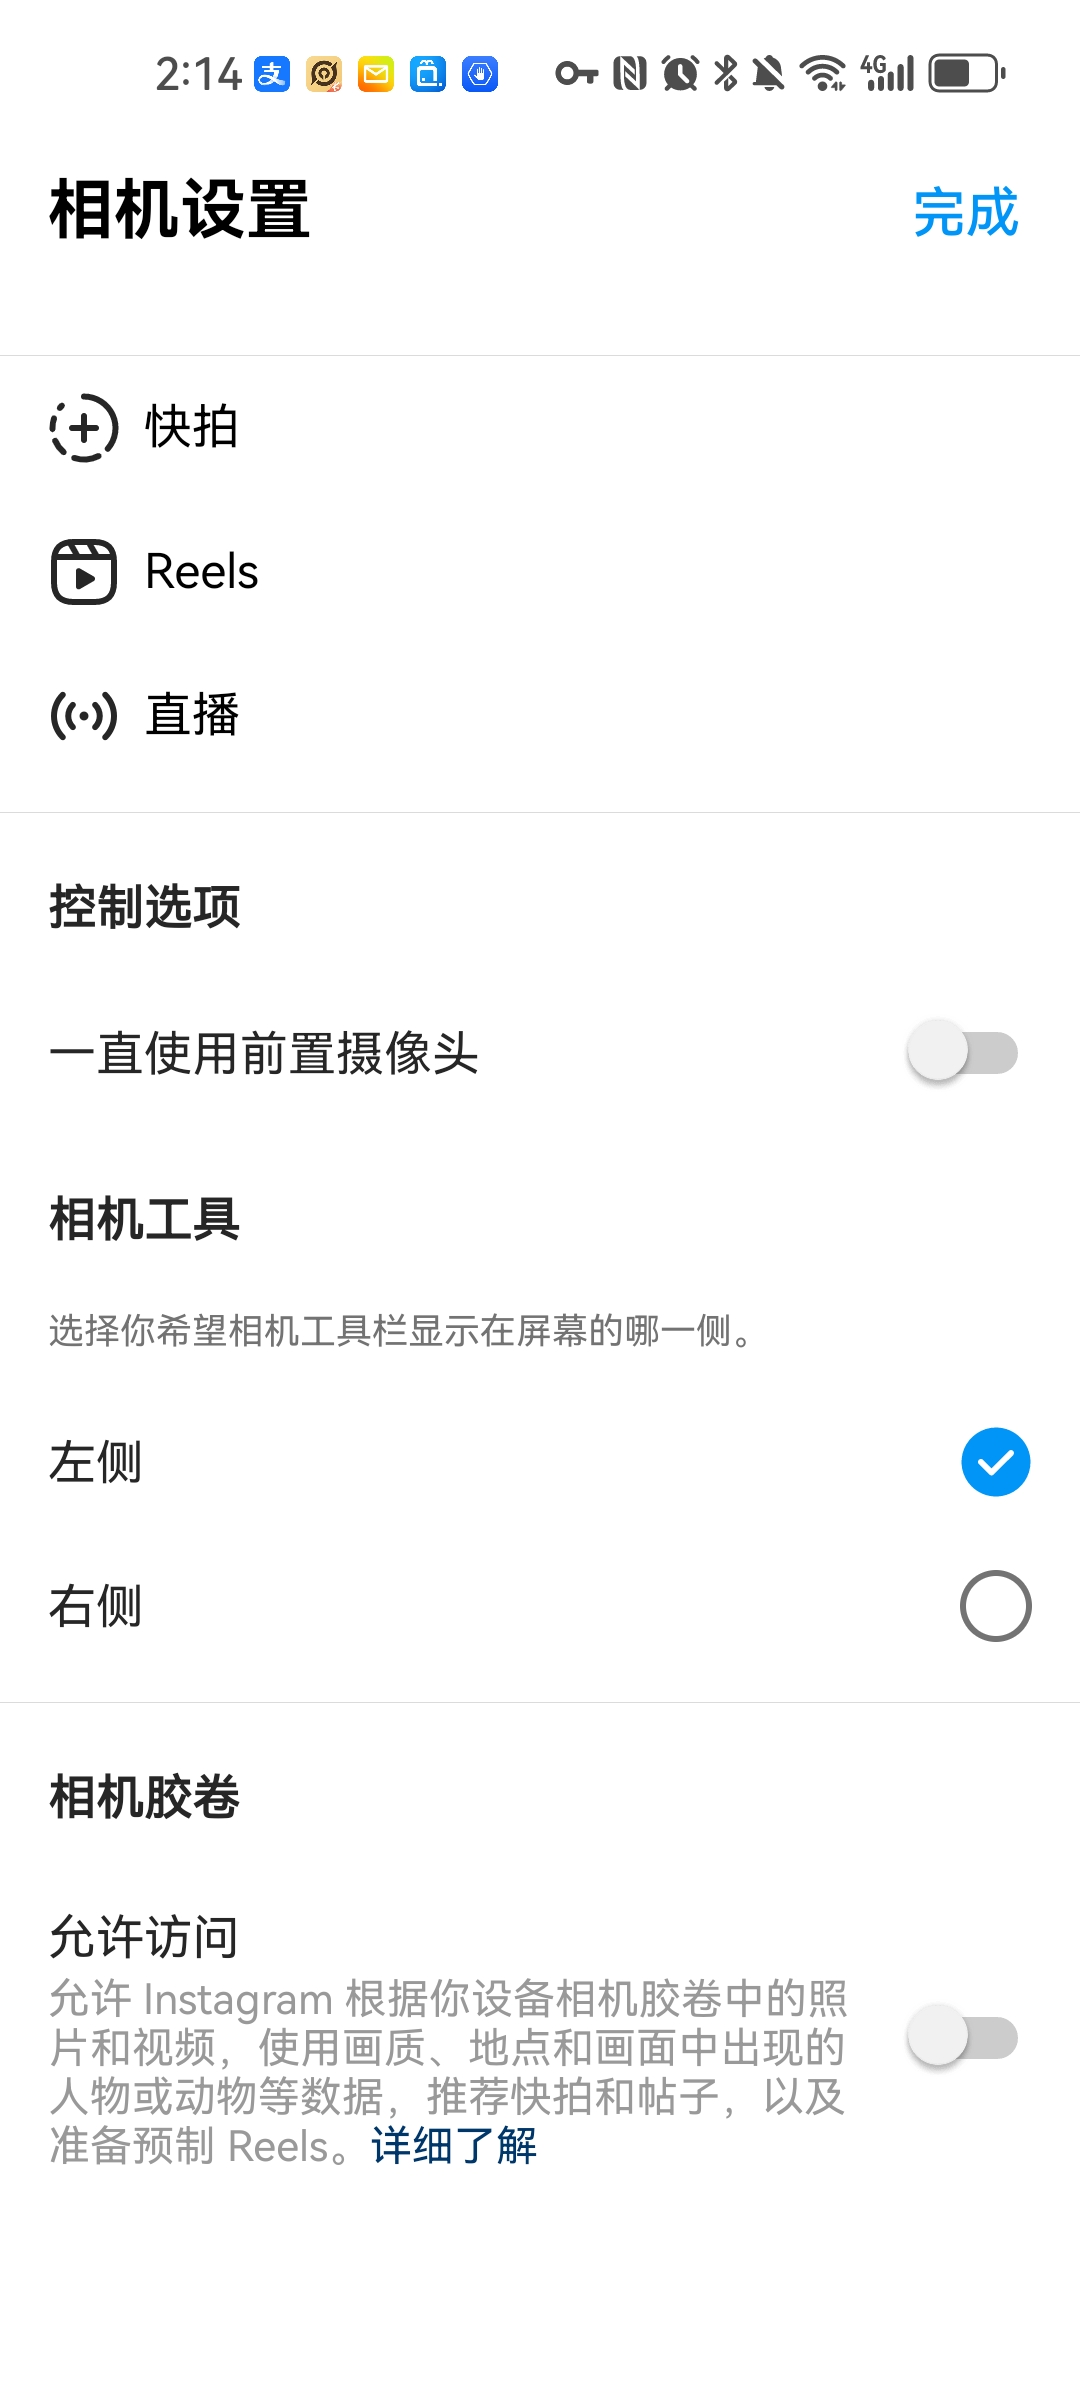 2:14
4G
相机设置
完成
快拍
Reels
直播
控制选项
一直使用前置摄像头
相机工具
选择你希望相机工具栏显示在屏幕的哪一侧。
左侧
右侧
相机胶卷
允许访问
允许 Instagram 根据你设备相机胶卷中的照
片和视频，使用画质、地点和画面中出现的
人物或动物等数据，推荐快拍和帖子，以及
准备预制 Reels。详细了解